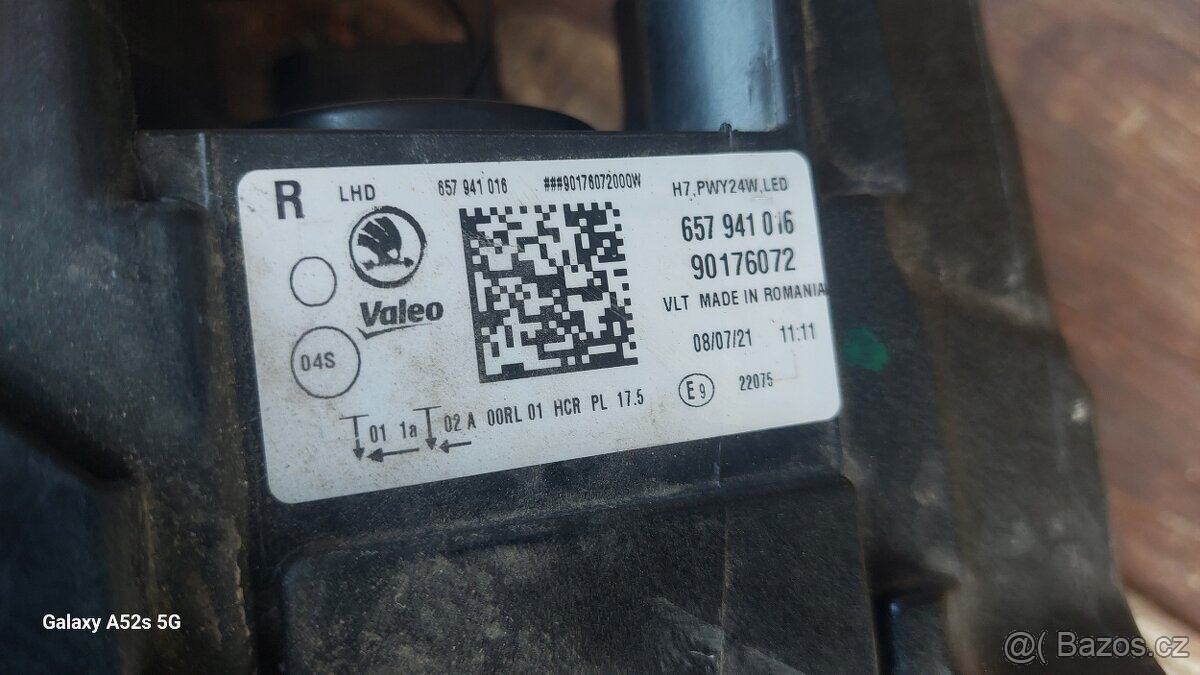 R LHD 657 941 016 ###90176072000W H7,PWY24W,LED
657 941 016
90176072
Valeo
VLT MADE IN ROMANIA
04S
08/07/21 11:11
01 1a 02 A 00RL 01 HCR PL 17.5 E9 22075
Galaxy A52s 5G
@( Bazos.cz